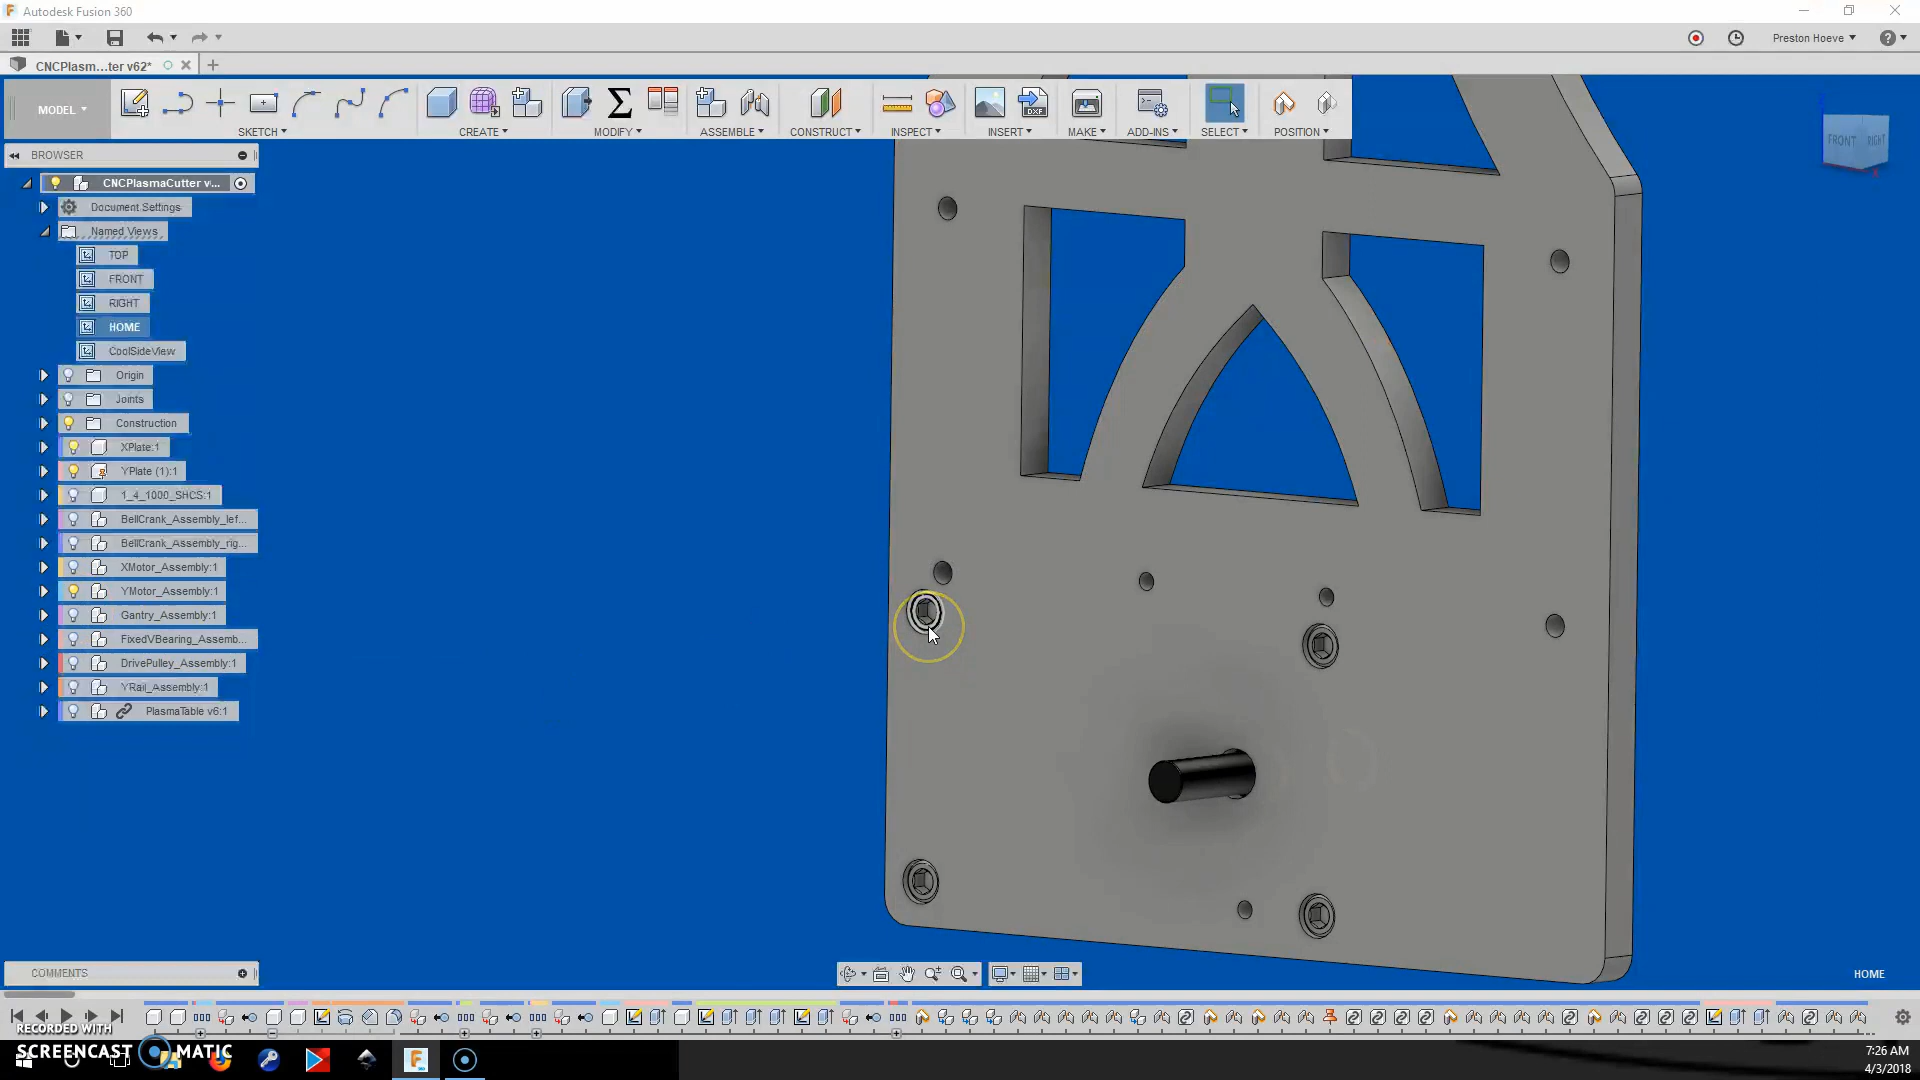 Autodesk Fusion 360
Preston Hoeve
CNCPlasm...ter v62*
MODEL
SKETCH
CREATE
MODIFY
ASSEMBLE
CONSTRUCT
INSPECT
INSERT
MAKE
ADD-INS
SELECT
POSITION
DXF
FRONT
RIGHT
BROWSER
CNCPlasmaCutter v...
Document Settings
Named Views
TOP
FRONT
RIGHT
HOME
CoolSideView
Origin
Joints
Construction
XPlate:1
YPlate (1):1
1_4_1000_SHCS:1
BellCrank_Assembly_lef...
BellCrank_Assembly_rig...
XMotor_Assembly:1
YMotor_Assembly:1
Gantry_Assembly:1
FixedVBearing_Assemb...
DrivePulley_Assembly:1
YRail_Assembly:1
PlasmaTable v6:1
COMMENTS
HOME
RECORDED WITH
SCREENCAST MATIC
7:26 AM
4/3/2018